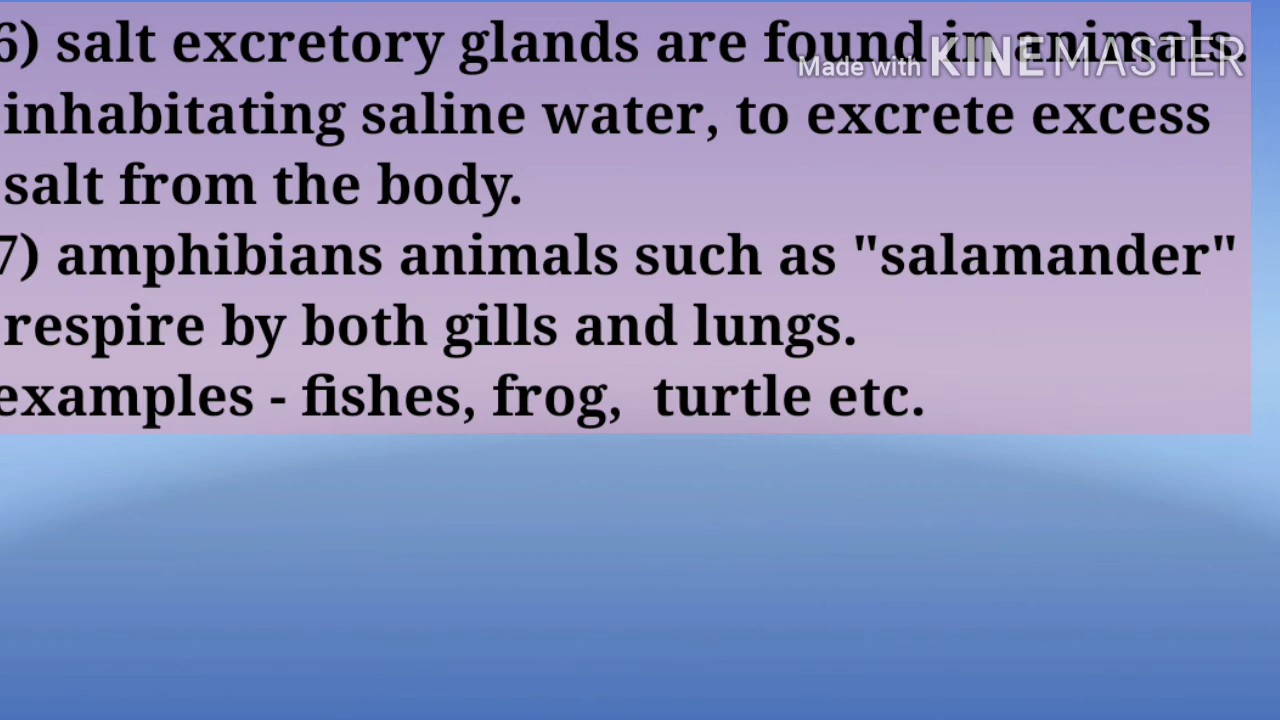 6) salt excretory glands are found in animals.
Made with KINEMASTER
inhabitating saline water, to excrete excess
salt from the body.
7) amphibians animals such as "salamander"
respire by both gills and lungs.
examples - fishes, frog, turtle etc.